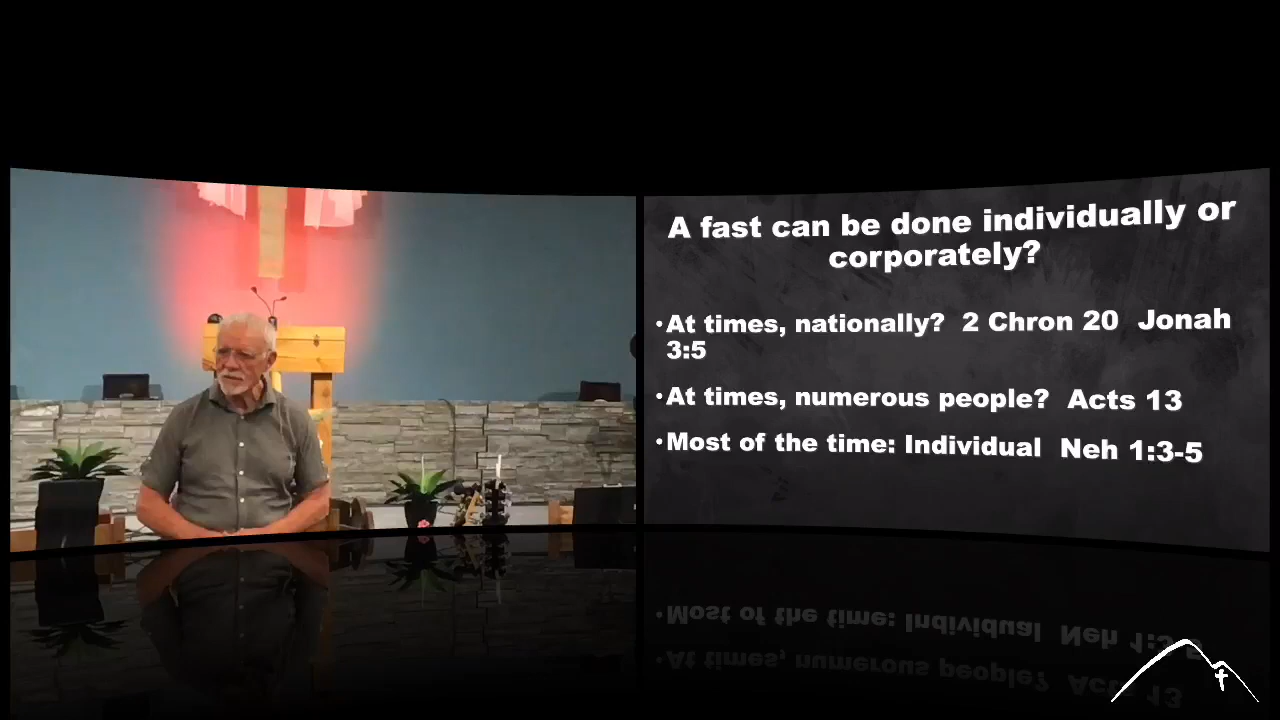 A fast can be done individually or
corporately?
•At times, nationally? 2 Chron 20 Jonah
3:5
•At times, numerous people? Acts 13
•Most of the time: Individual Neh 1:3-5